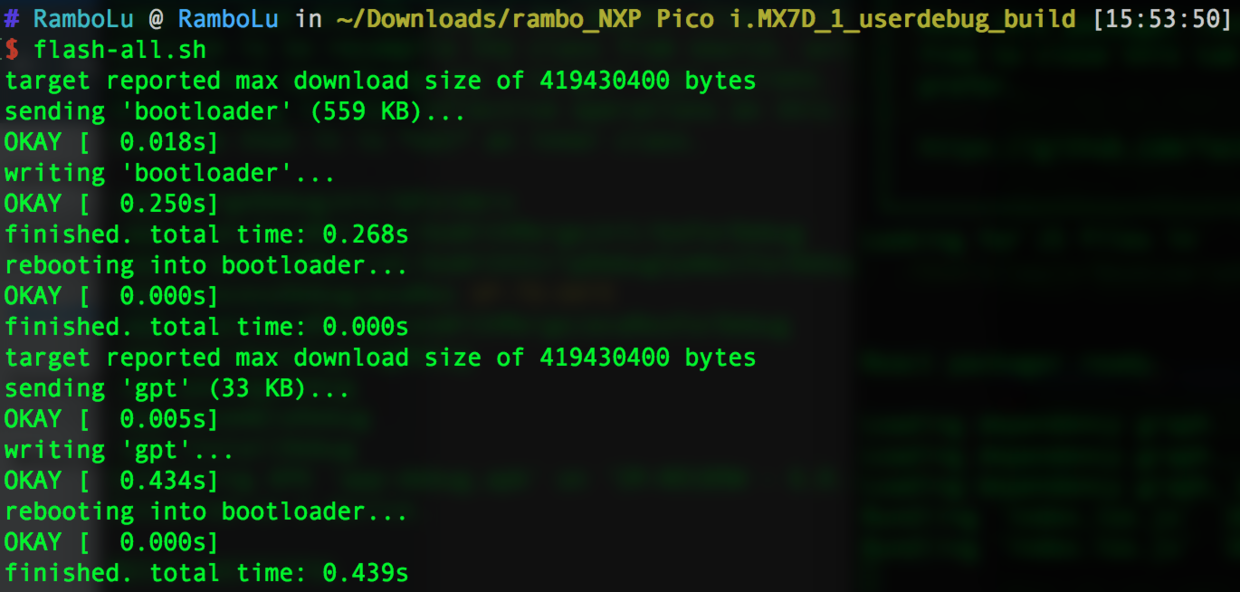 # RamboLu @ RamboLu in ~/Downloads/rambo_NXP Pico i.MX7D_1_userdebug_build [15:53:50]
$ flash-all.sh
target reported max download size of 419430400 bytes
sending 'bootloader' (559 KB)...
OKAY [  0.018s]
writing 'bootloader'...
OKAY [  0.250s]
finished. total time: 0.268s
rebooting into bootloader...
OKAY [  0.000s]
finished. total time: 0.000s
target reported max download size of 419430400 bytes
sending 'gpt' (33 KB)...
OKAY [  0.005s]
writing 'gpt'...
OKAY [  0.434s]
rebooting into bootloader...
OKAY [  0.000s]
finished. total time: 0.439s